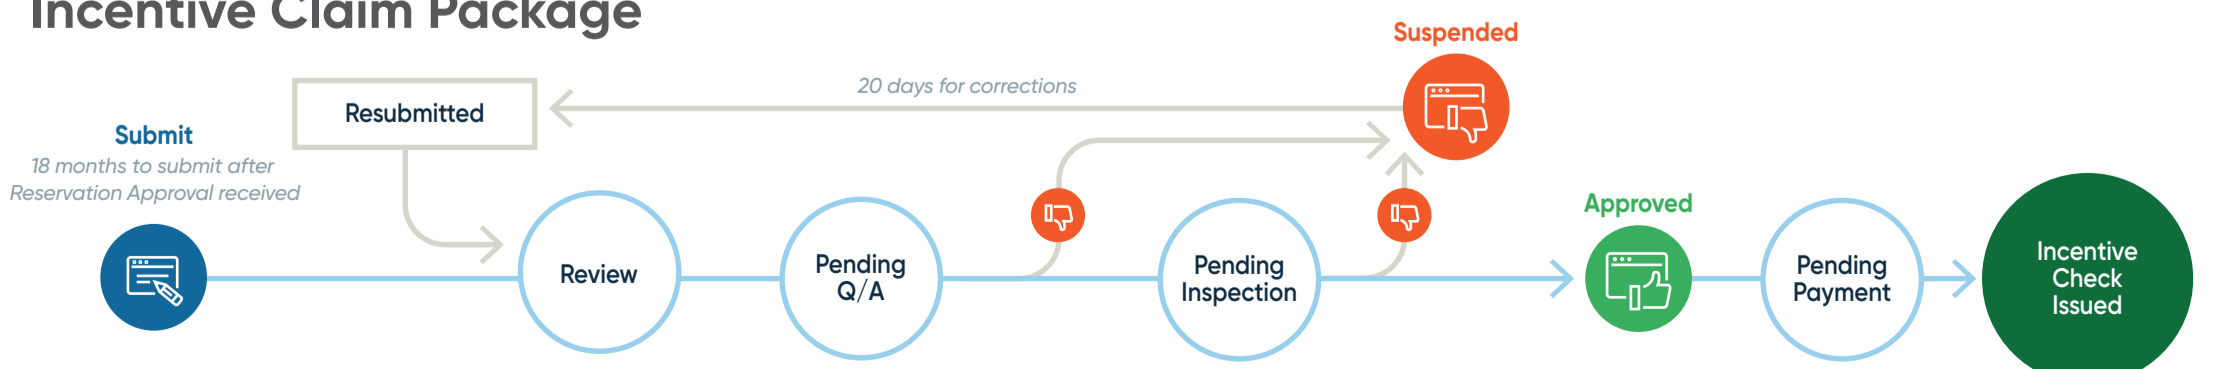 Incentive Claim Package
Suspended
20 days for corrections
Resubmitted
Submit
18 months to submit after
Reservation Approval received
Review
Pending
Q/A
Pending
Inspection
Approved
Pending
Payment
Incentive
Check
Issued